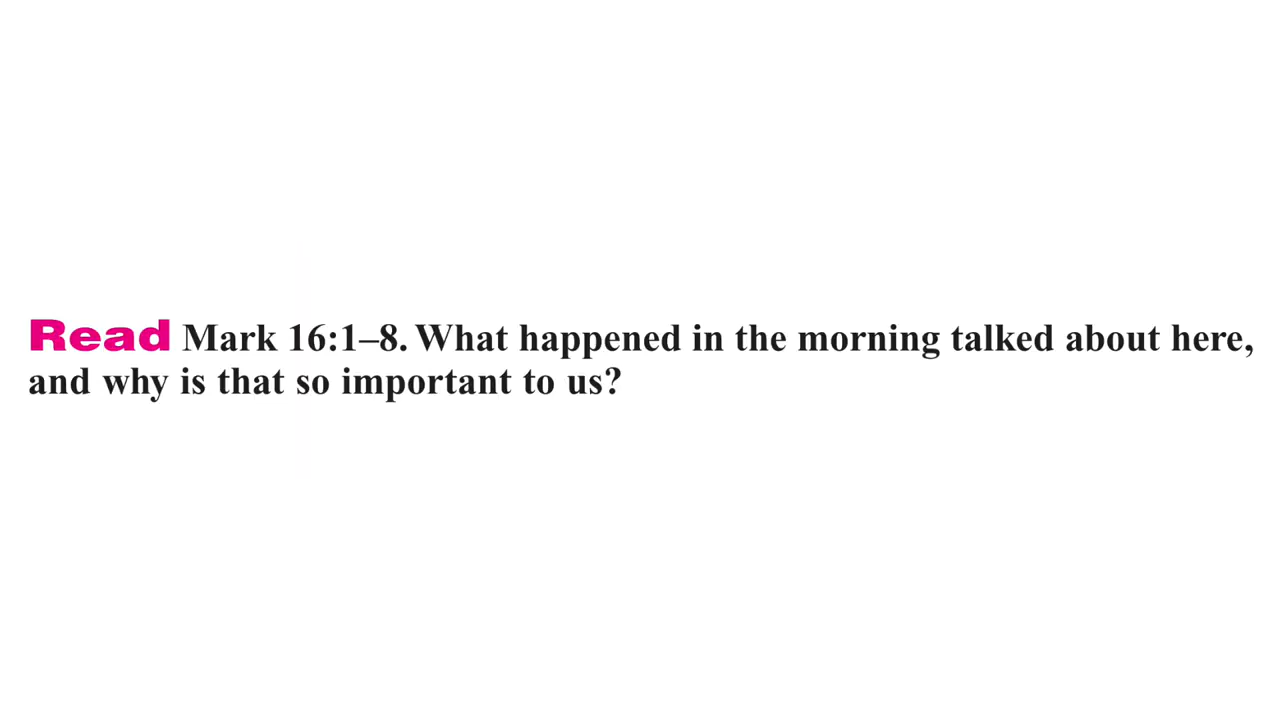 Read Mark 16:1–8. What happened in the morning talked about here,
and why is that so important to us?